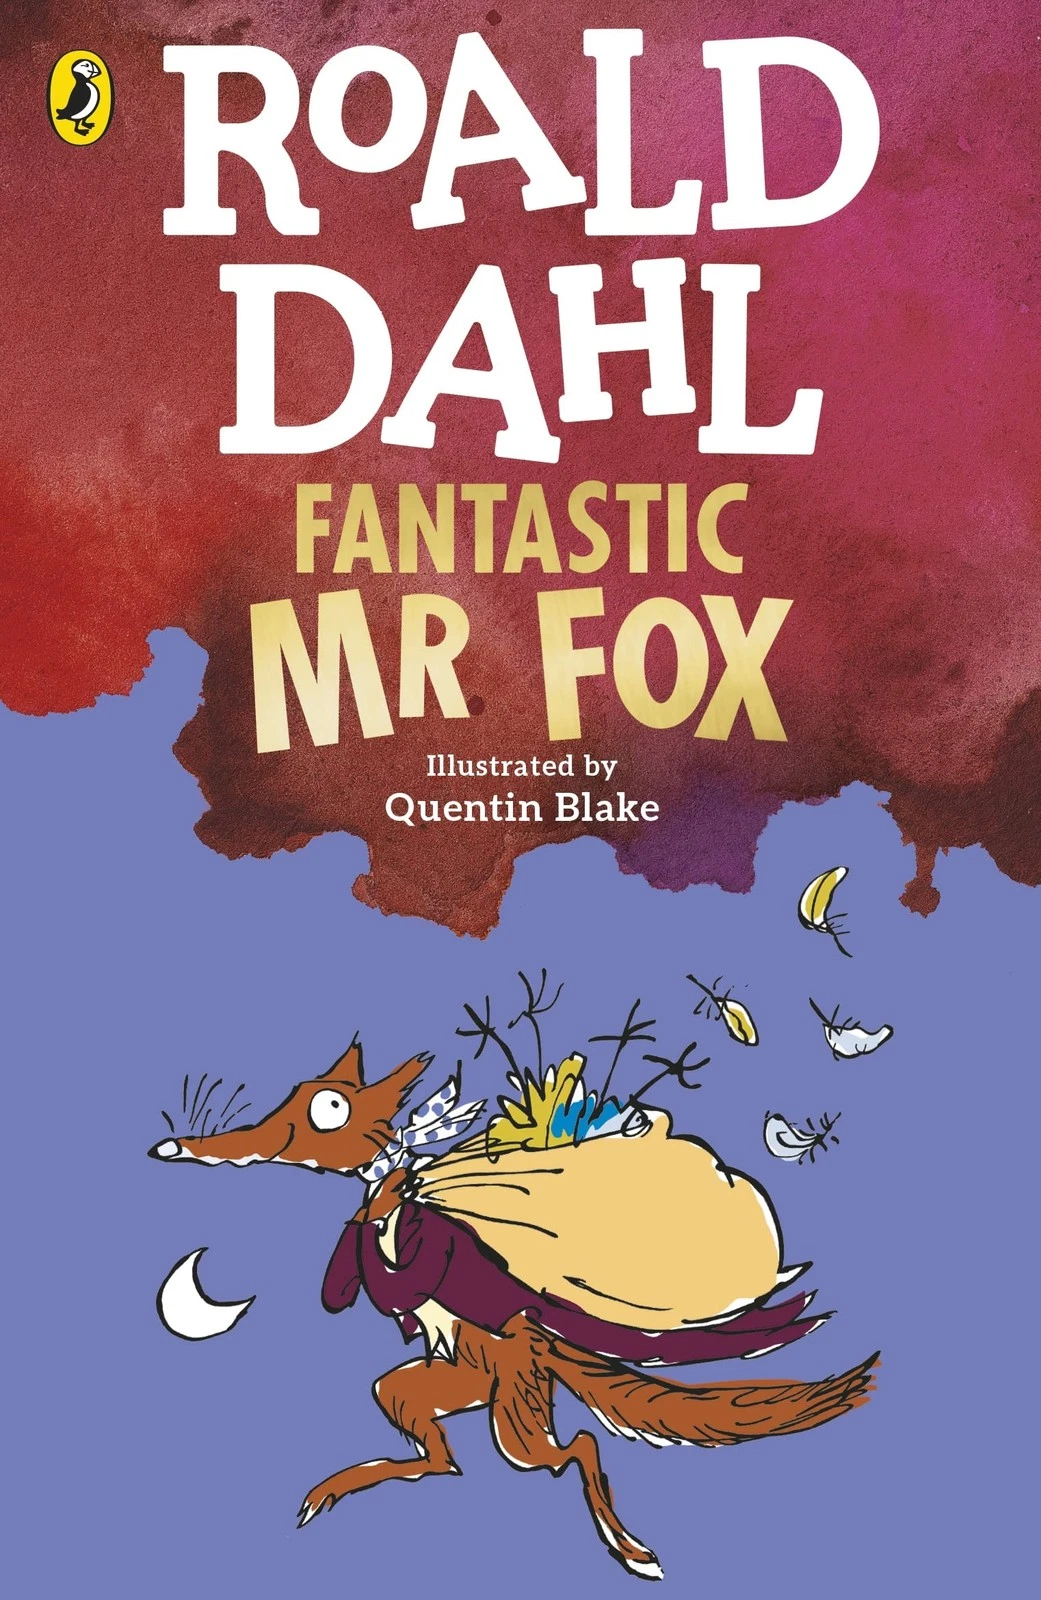 ROALD
DAHL
FANTASTIC
MR FOX
Illustrated by
Quentin Blake